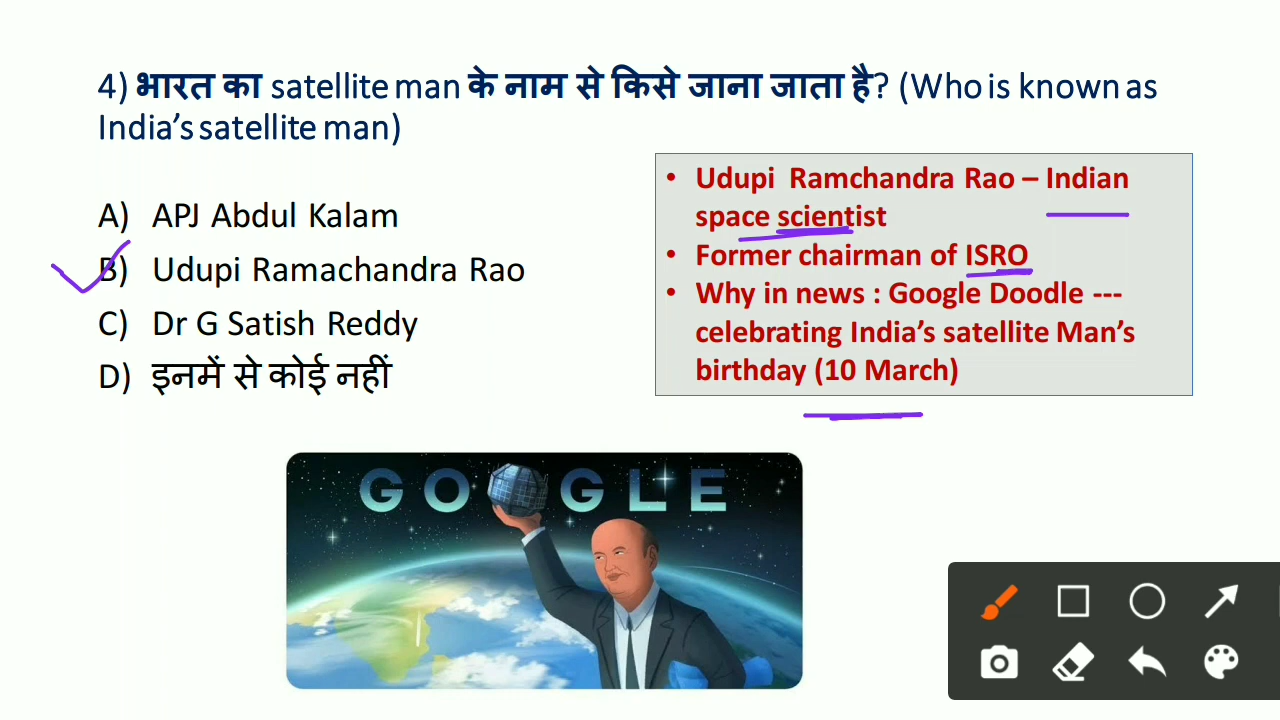 4) भारत का satellite man के नाम से किसे जाना जाता है? (Who is known as
India’s satellite man)
A) APJ Abdul Kalam
B) Udupi Ramachandra Rao
C) Dr G Satish Reddy
D) इनमें से कोई नहीं
• Udupi Ramchandra Rao – Indian
space scientist
• Former chairman of ISRO
• Why in news : Google Doodle ---
celebrating India’s satellite Man’s
birthday (10 March)
GOOGLE